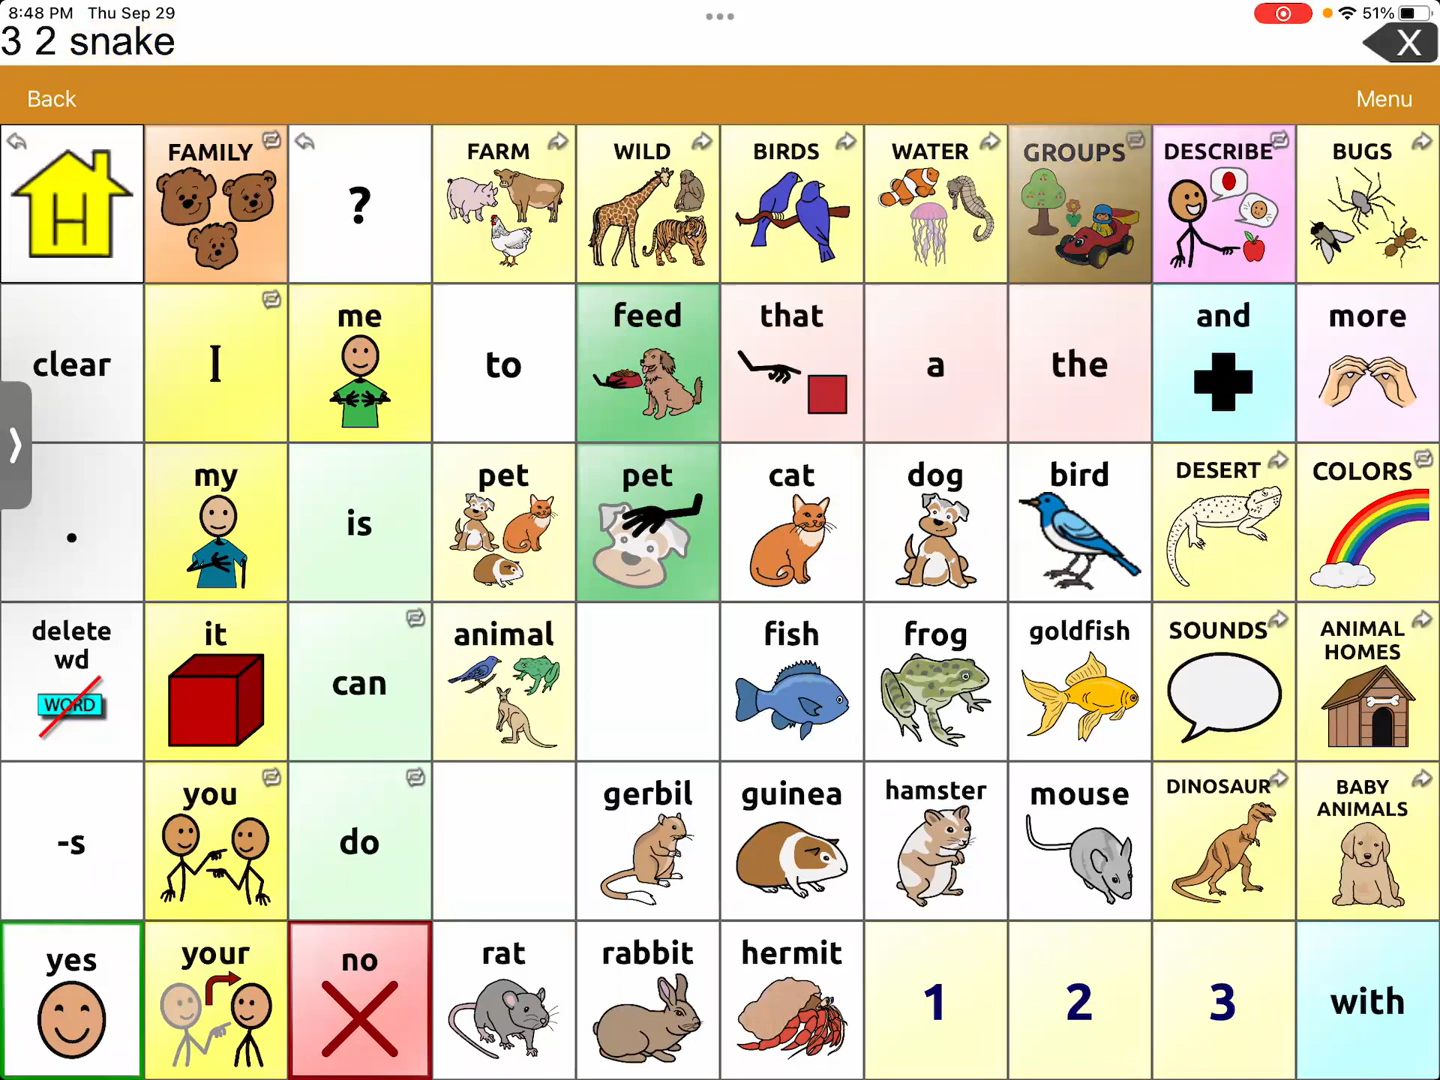 8:48 PM Thu Sep 29 51%
3 2 snake
X
Back Menu
H FAMILY ? FARM WILD BIRDS WATER GROUPS DESCRIBE BUGS
clear I me to feed that a the and more
. my is pet pet cat dog bird DESERT COLORS
delete wd WORD it can animal fish frog goldfish SOUNDS ANIMAL HOMES
-s you do gerbil guinea hamster mouse DINOSAUR BABY ANIMALS
yes your no rat rabbit hermit 1 2 3 with